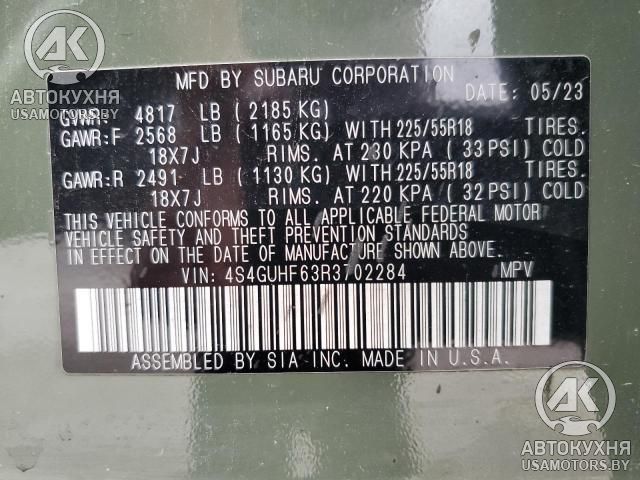 AK
АВТОКУХНЯ
USAMOTORS.BY
MFD BY SUBARU CORPORATION
DATE: 05/23
GVWR: 4817 LB ( 2185 KG)
GAWR:F 2568 LB ( 1165 KG) WITH 225/55R18 TIRES.
18X7J RIMS. AT 230 KPA ( 33 PSI) COLD
GAWR:R 2491 LB ( 1130 KG) WITH 225/55R18 TIRES.
18X7J RIMS. AT 220 KPA ( 32 PSI) COLD
THIS VEHICLE CONFORMS TO ALL APPLICABLE FEDERAL MOTOR
VEHICLE SAFETY AND THEFT PREVENTION STANDARDS
IN EFFECT ON THE DATE OF MANUFACTURE SHOWN ABOVE.
VIN: 4S4GUHF63R3702284 MPV
ASSEMBLED BY SIA INC. MADE IN U.S.A.
AK
АВТОКУХНЯ
USAMOTORS.BY